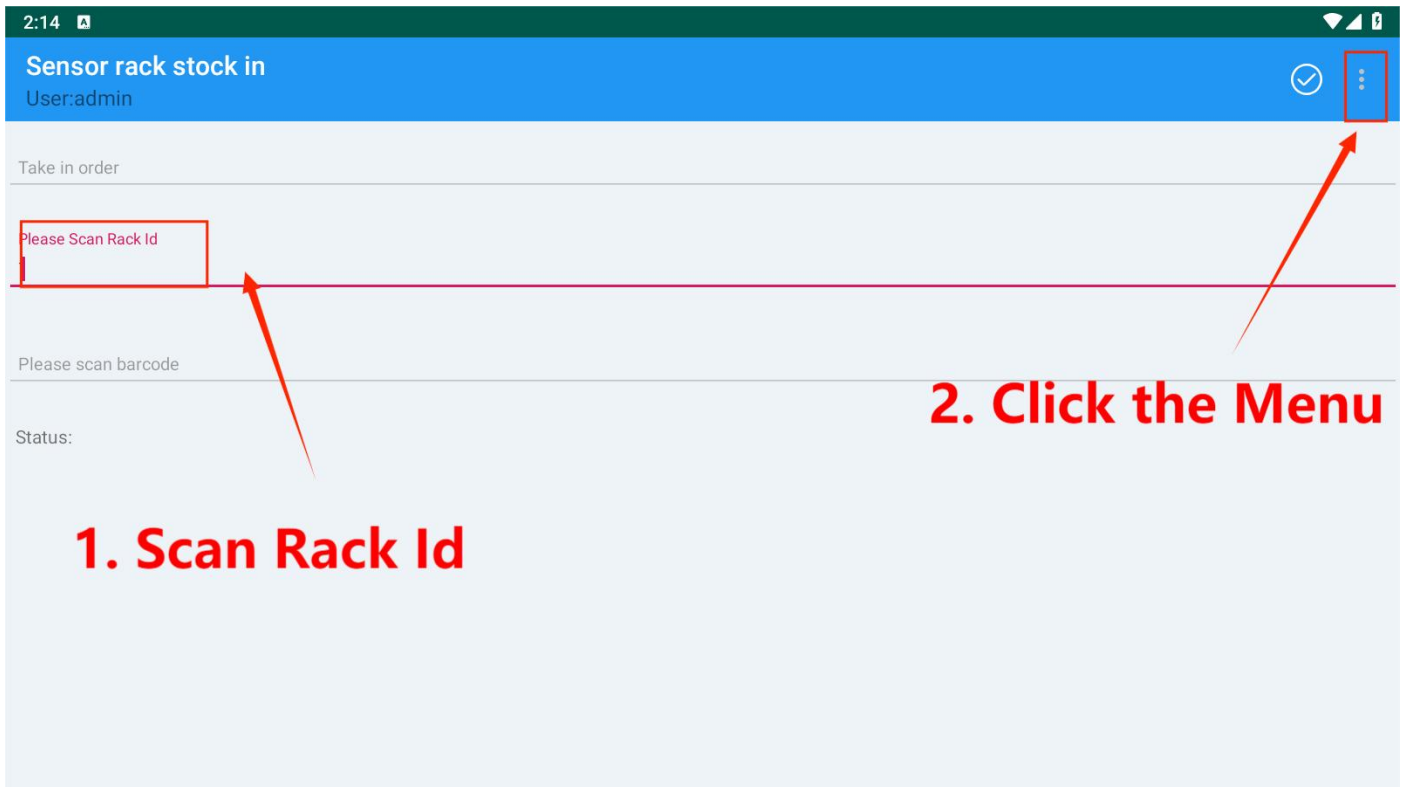 2:14
Sensor rack stock in
User:admin
Take in order
Please Scan Rack Id
Please scan barcode
2. Click the Menu
Status:
1. Scan Rack Id